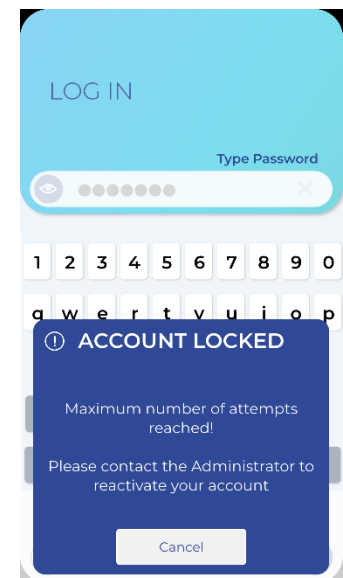 LOG IN
Type Password
1 2 3 4 5 6 7 8 9 0
q w e r t y u i o p
ACCOUNT LOCKED
Maximum number of attempts
reached!
Please contact the Administrator to
reactivate your account
Cancel